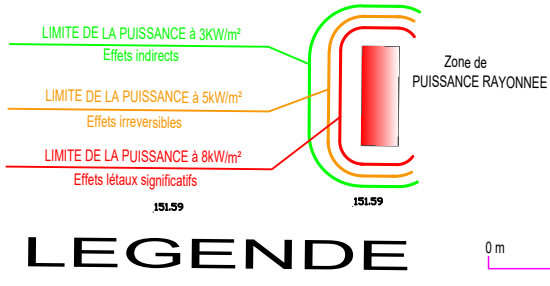 LIMITE DE LA PUISSANCE à 3KW/m²
Effets indirects
Zone de
PUISSANCE RAYONNEE
LIMITE DE LA PUISSANCE à 5kW/m²
Effets irreversibles
LIMITE DE LA PUISSANCE à 8kW/m²
Effets létaux significatifs
151.59
151.59
LEGENDE
0 m